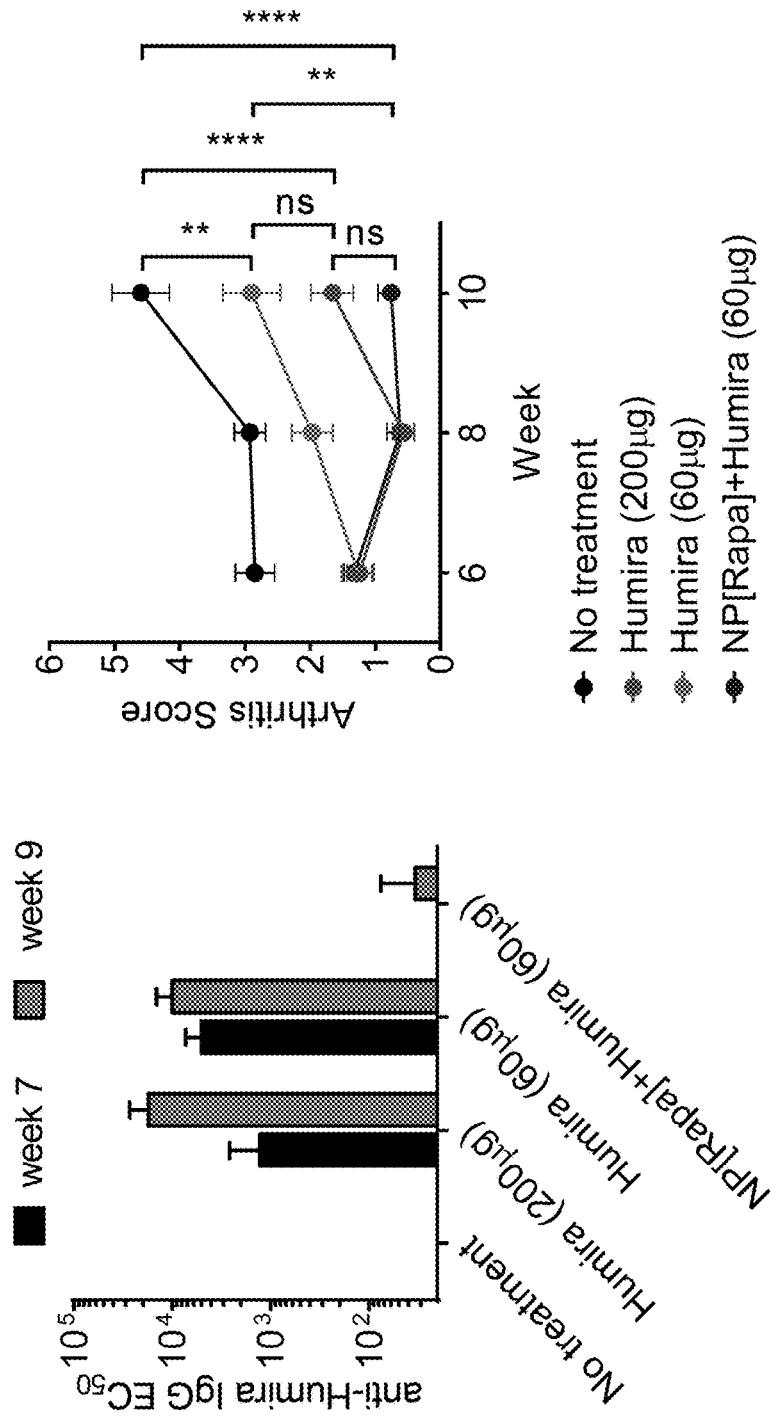 week 7
week 9
anti-Humira IgG EC50
10^5
10^4
10^3
10^2
No treatment
Humira (200μg)
Humira (60μg)
NP[Rapa]+Humira (60μg)
Arthritis Score
6
5
4
3
2
1
0
6
8
10
Week
**
ns
ns
****
**
****
No treatment
Humira (200μg)
Humira (60μg)
NP[Rapa]+Humira (60μg)